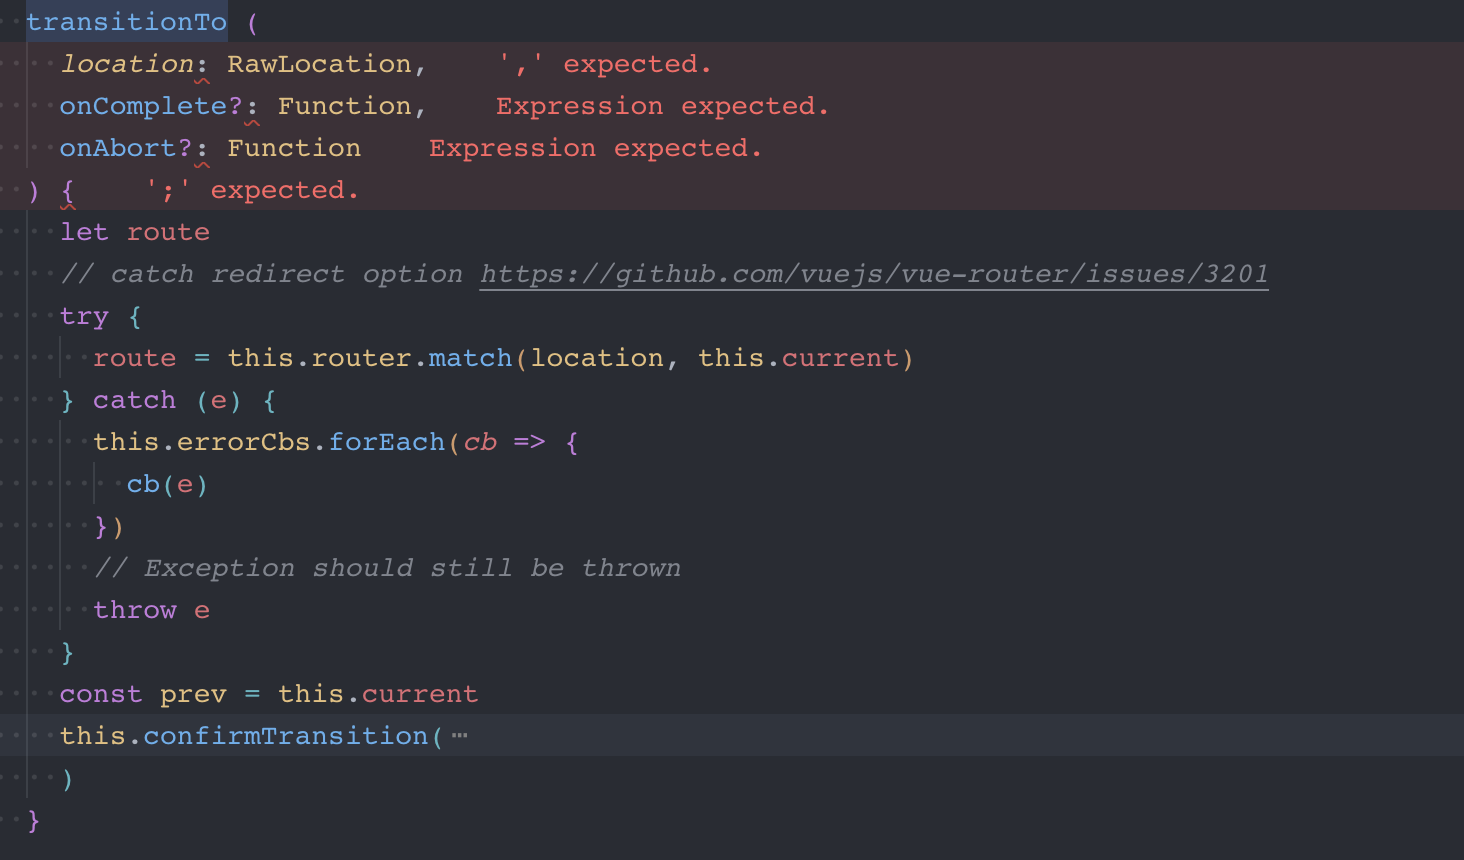 transitionTo (
location: RawLocation,    ',' expected.
onComplete?: Function,    Expression expected.
onAbort?: Function    Expression expected.
) {    ';' expected.
let route
// catch redirect option https://github.com/vuejs/vue-router/issues/3201
try {
route = this.router.match(location, this.current)
} catch (e) {
this.errorCbs.forEach(cb => {
cb(e)
})
// Exception should still be thrown
throw e
}
const prev = this.current
this.confirmTransition( ⋯
)
}